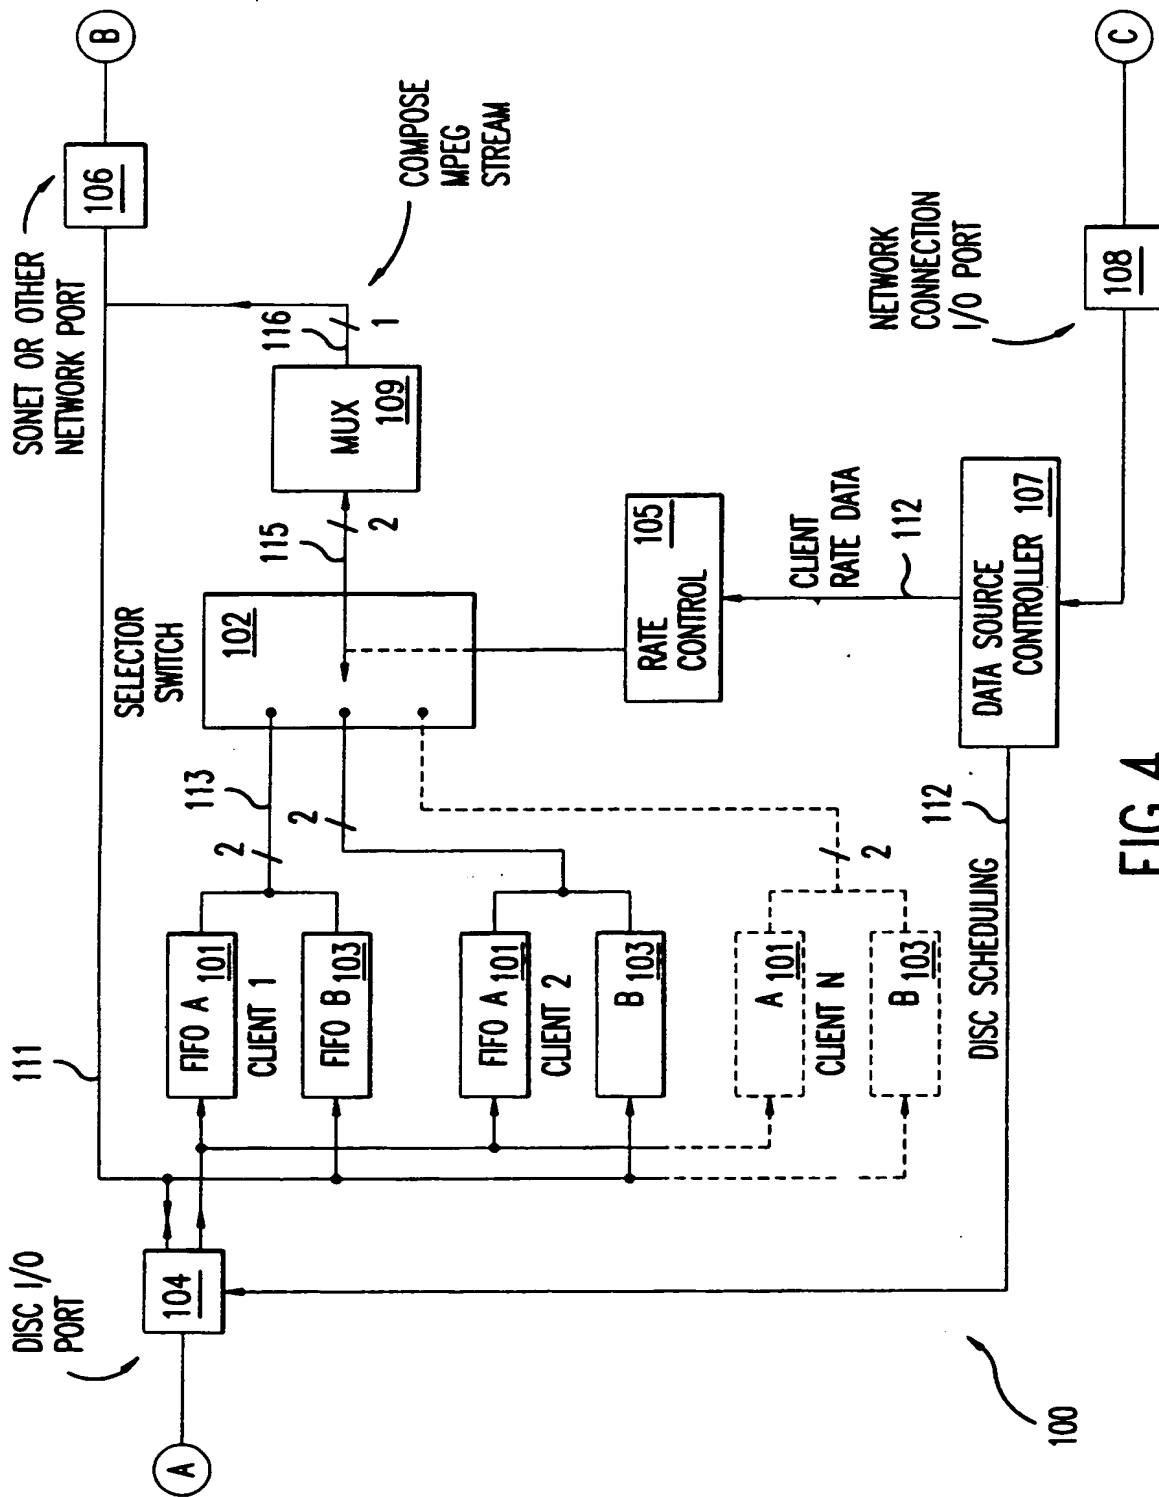 B
106
SONET OR OTHER
NETWORK PORT
COMPOSE
MPEG
STREAM
116
1
MUX
109
115
2
SELECTOR
SWITCH
102
111
113
2
2
2
FIFO A 101
CLIENT 1
FIFO B 103
FIFO A 101
CLIENT 2
B 103
A 101
CLIENT N
B 103
DISC I/O
PORT
104
A
RATE
CONTROL
105
CLIENT
RATE DATA
112
DATA SOURCE
CONTROLLER 107
NETWORK
CONNECTION
I/O PORT
108
C
DISC SCHEDULING
112
100
FIG.4